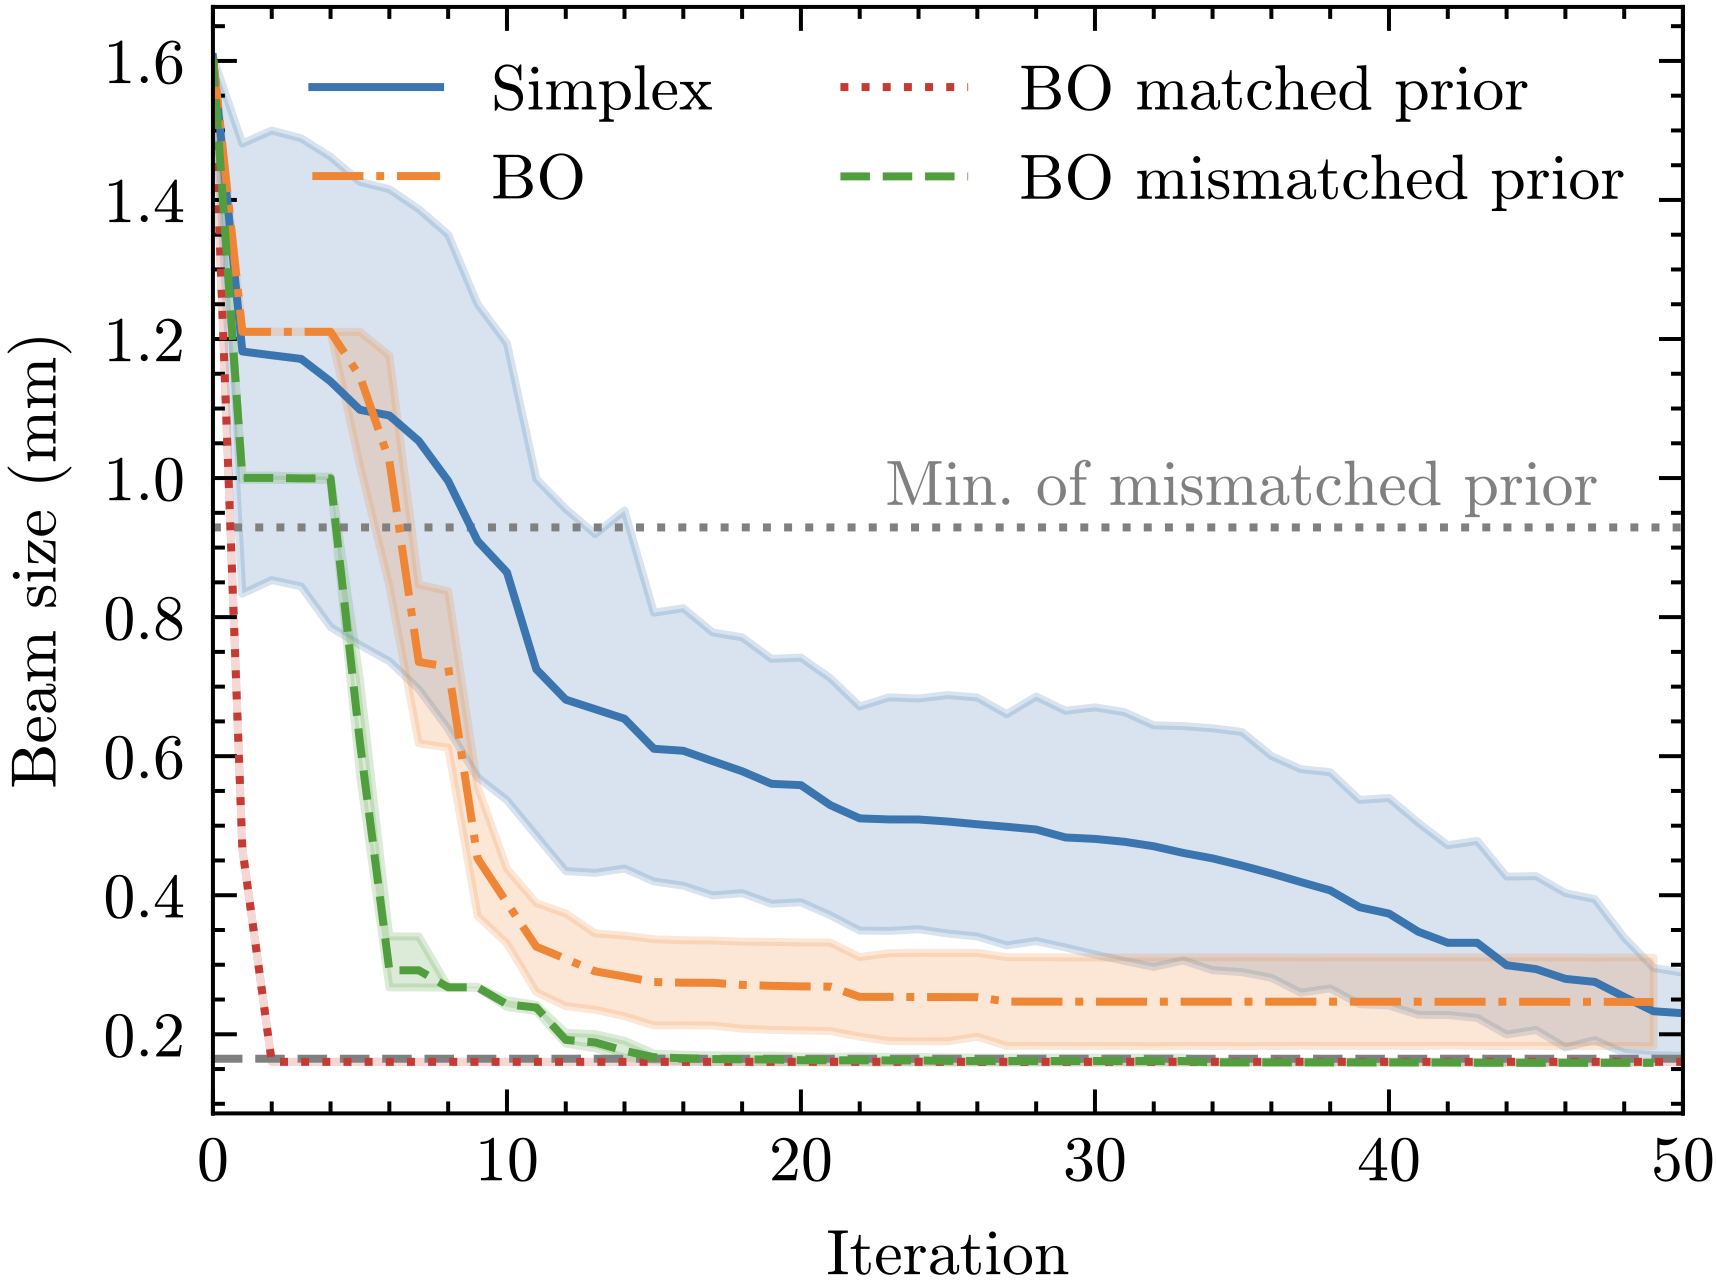 Simplex
BO
BO matched prior
BO mismatched prior
Min. of mismatched prior
Beam size (mm)
1.6
1.4
1.2
1.0
0.8
0.6
0.4
0.2
0 10 20 30 40 50
Iteration